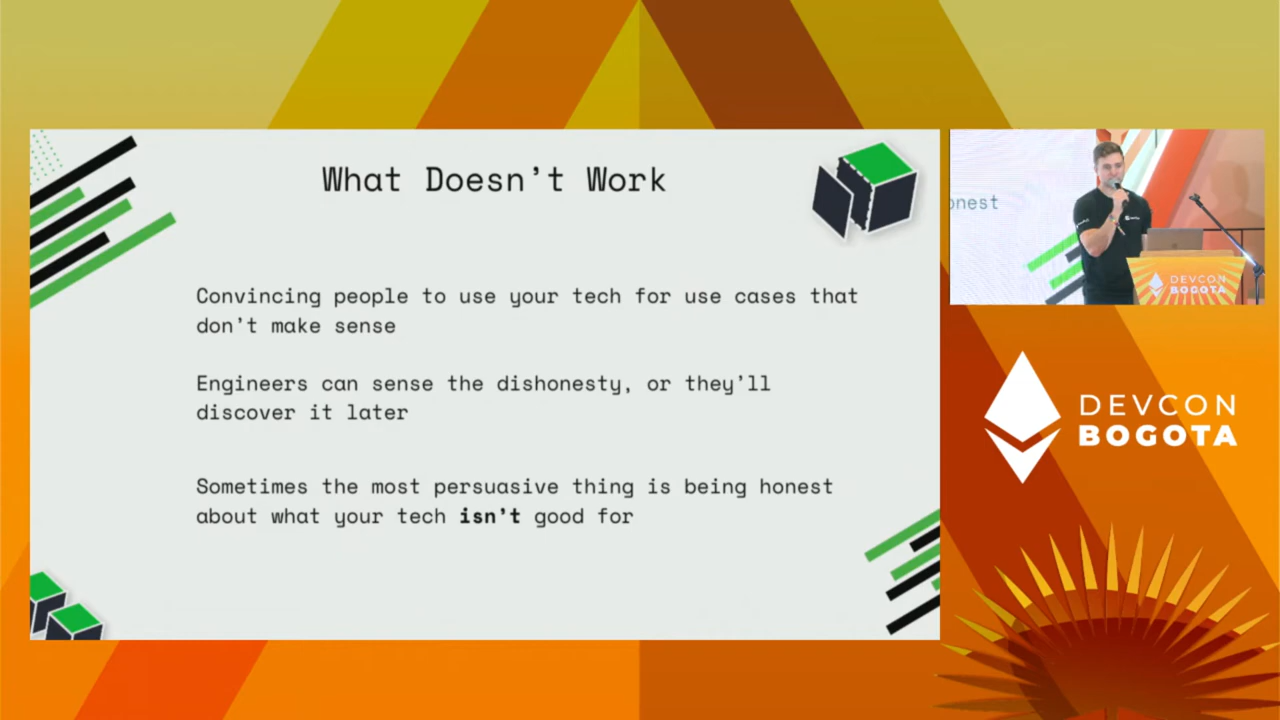 What Doesn't Work
Convincing people to use your tech for use cases that
don't make sense
Engineers can sense the dishonesty, or they'll
discover it later
Sometimes the most persuasive thing is being honest
about what your tech isn't good for
onest
DEVCON
BOGOTA
DEVCON
BOGOTA